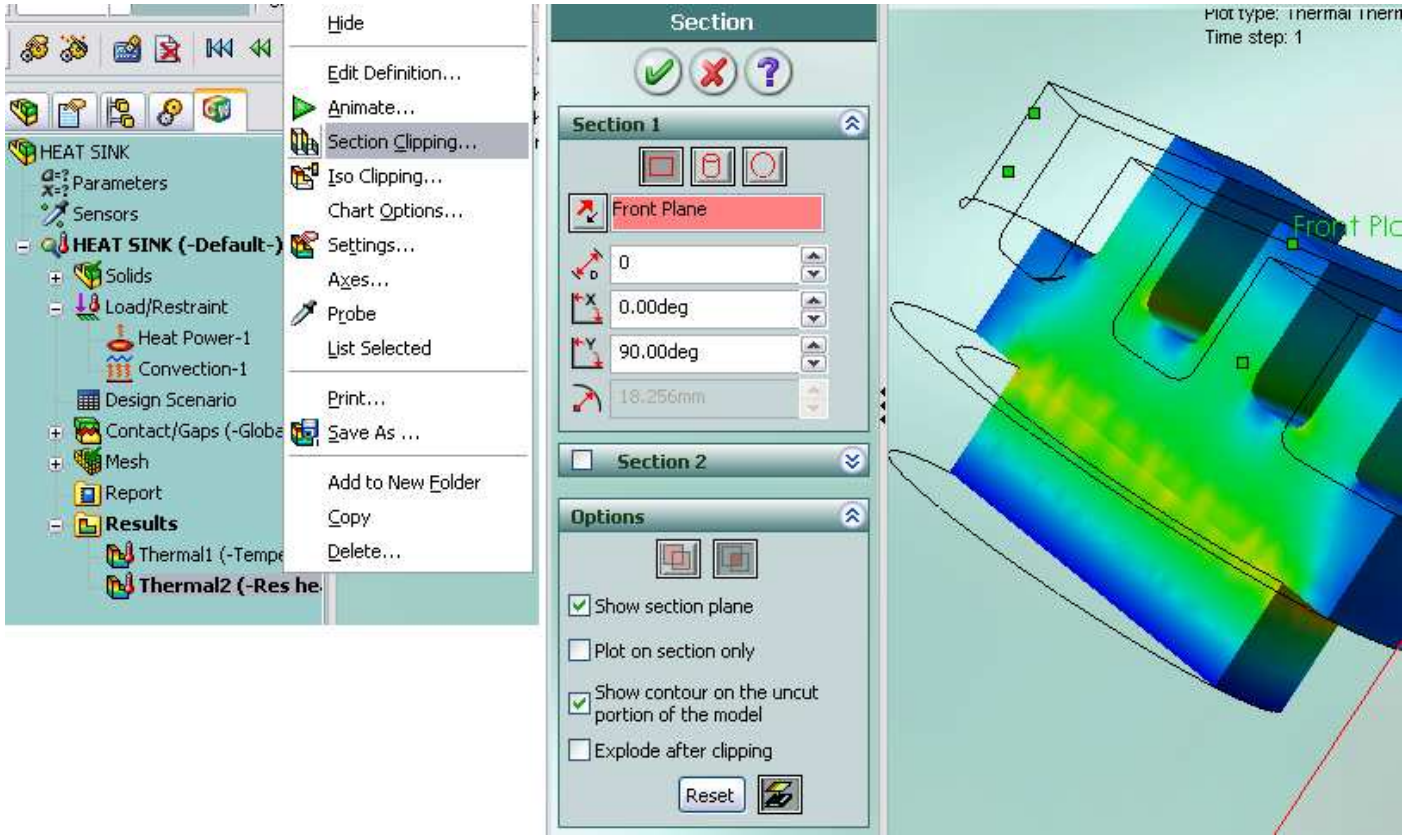 HEAT SINK
Parameters
Sensors
HEAT SINK (-Default-)
Solids
Load/Restraint
Heat Power-1
Convection-1
Design Scenario
Contact/Gaps (-Globa
Mesh
Report
Results
Thermal1 (-Tempe
Thermal2 (-Res he
Hide
Edit Definition...
Animate...
Section Clipping...
Iso Clipping...
Chart Options...
Settings...
Axes...
Probe
List Selected
Print...
Save As ...
Add to New Folder
Copy
Delete...
Section
?
Section 1
Front Plane
D
0
X
0.00deg
Y
90.00deg
18.256mm
Section 2
Options
Show section plane
Plot on section only
Show contour on the uncut
portion of the model
Explode after clipping
Reset
Plot type: Thermal Therm
Time step: 1
Front Pla